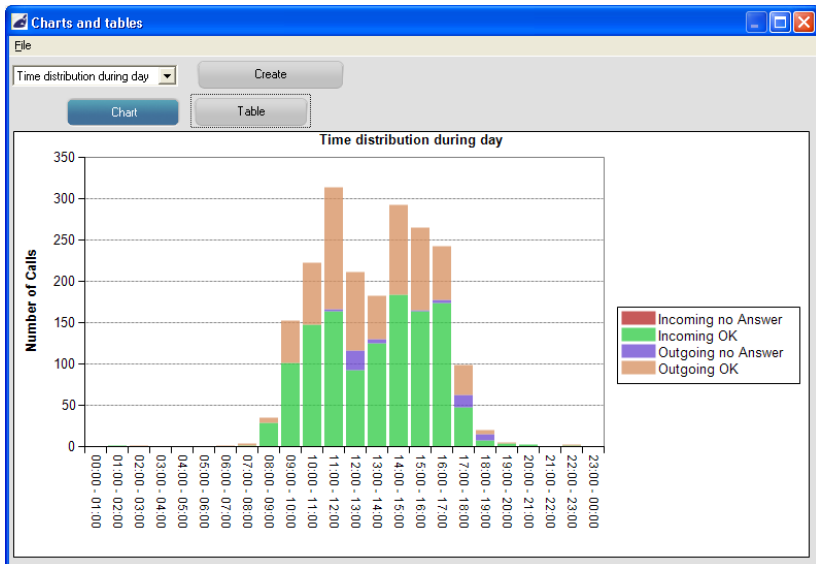 Charts and tables
File
Time distribution during day
Create
Chart
Table
Time distribution during day
350
300
250
200
150
100
50
0
Number of Calls
00:00 - 01:00
01:00 - 02:00
02:00 - 03:00
03:00 - 04:00
04:00 - 05:00
05:00 - 06:00
06:00 - 07:00
07:00 - 08:00
08:00 - 09:00
09:00 - 10:00
10:00 - 11:00
11:00 - 12:00
12:00 - 13:00
13:00 - 14:00
14:00 - 15:00
15:00 - 16:00
16:00 - 17:00
17:00 - 18:00
18:00 - 19:00
19:00 - 20:00
20:00 - 21:00
21:00 - 22:00
22:00 - 23:00
23:00 - 00:00
Incoming no Answer
Incoming OK
Outgoing no Answer
Outgoing OK